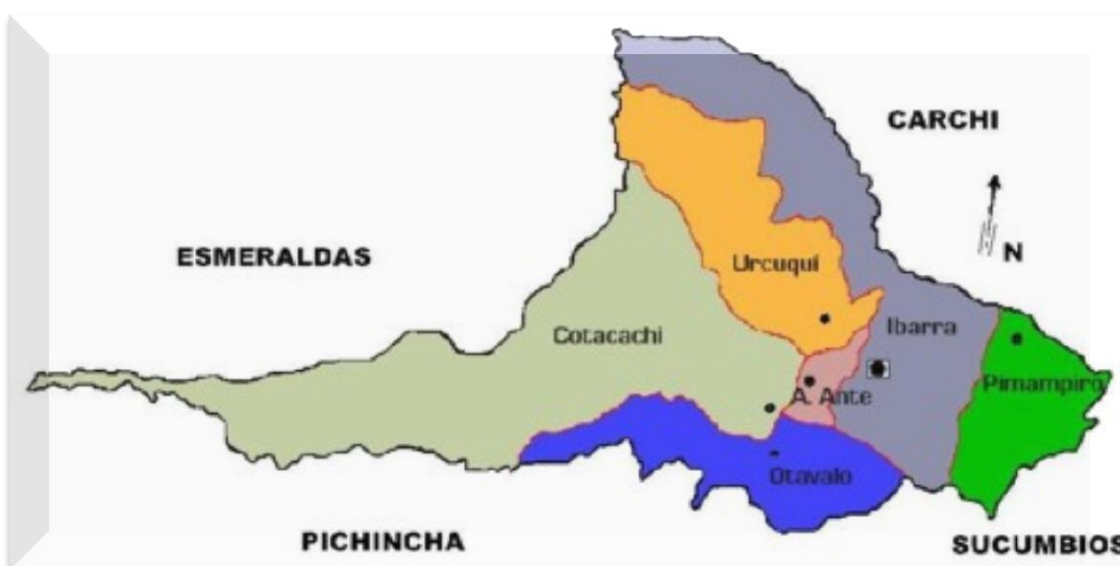 CARCHI
ESMERALDAS
N
Urcuquí
Ibarra
Cotacachi
Pimampiro
A. Ante
Otavalo
PICHINCHA
SUCUMBIOS